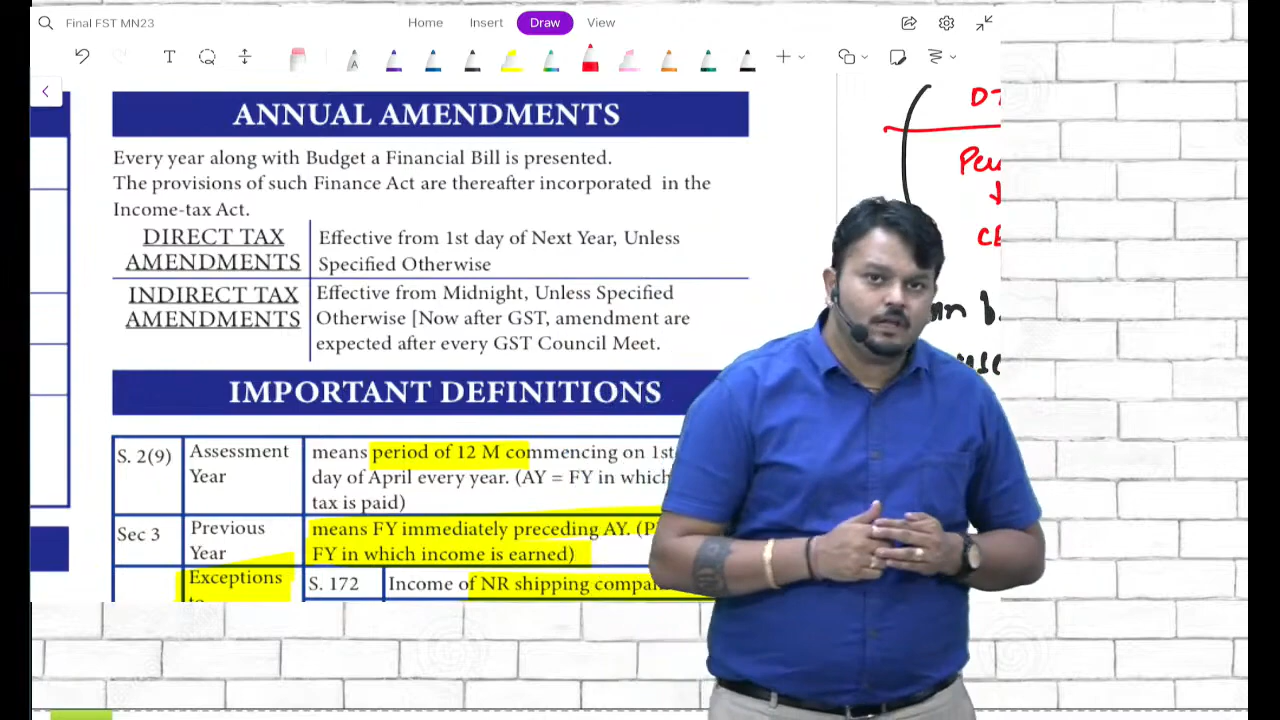 Final FST MN23
Home Insert Draw View
T
A
ANNUAL AMENDMENTS
Every year along with Budget a Financial Bill is presented.
The provisions of such Finance Act are thereafter incorporated in the
Income-tax Act.
DIRECT TAX
AMENDMENTS
Effective from 1st day of Next Year, Unless
Specified Otherwise
INDIRECT TAX
AMENDMENTS
Effective from Midnight, Unless Specified
Otherwise [Now after GST, amendment are
expected after every GST Council Meet.
IMPORTANT DEFINITIONS
S. 2(9)
Assessment
Year
means period of 12 M commencing on 1st
day of April every year. (AY = FY in which
tax is paid)
Sec 3
Previous
Year
means FY immediately preceding AY. (P
FY in which income is earned)
Exceptions
to
S. 172
Income of NR shipping compan